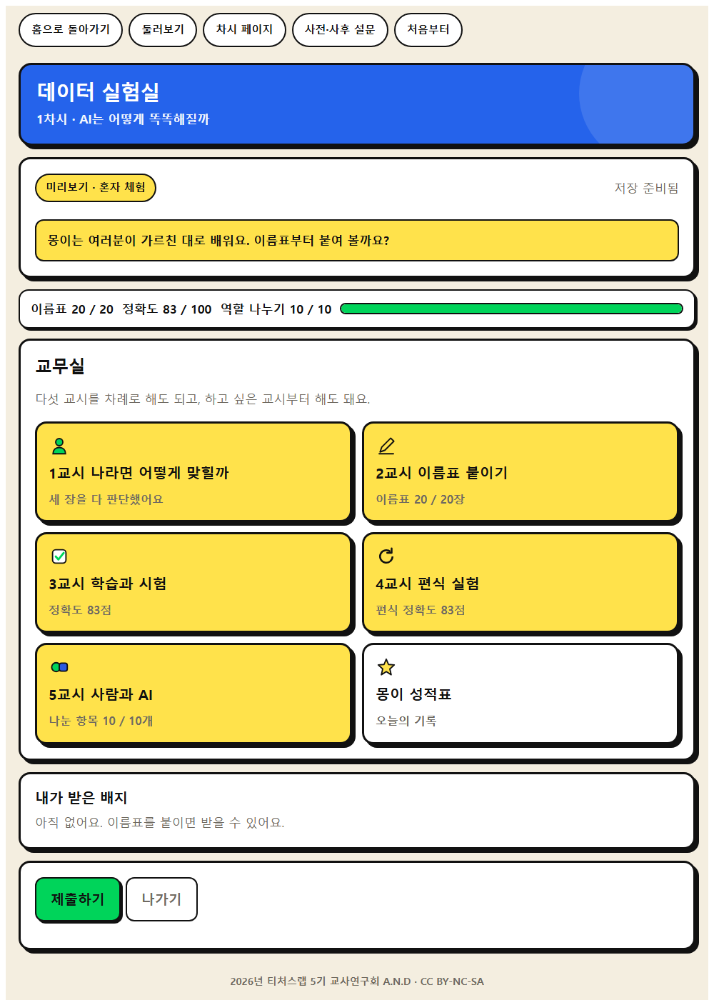 홈으로 돌아가기
둘러보기
차시 페이지
사전·사후 설문
처음부터
데이터 실험실
1차시 · AI는 어떻게 똑똑해질까
미리보기 · 혼자 체험
저장 준비됨
몽이는 여러분이 가르친 대로 배워요. 이름표부터 붙여 볼까요?
이름표 20 / 20 정확도 83 / 100 역할 나누기 10 / 10
교무실
다섯 교시를 차례로 해도 되고, 하고 싶은 교시부터 해도 돼요.
1교시 나라면 어떻게 맞힐까
세 장을 다 판단했어요
2교시 이름표 붙이기
이름표 20 / 20장
3교시 학습과 시험
정확도 83점
4교시 편식 실험
편식 정확도 83점
5교시 사람과 AI
나눈 항목 10 / 10개
몽이 성적표
오늘의 기록
내가 받은 배지
아직 없어요. 이름표를 붙이면 받을 수 있어요.
제출하기
나가기
2026년 티처스랩 5기 교사연구회 A.N.D · CC BY-NC-SA